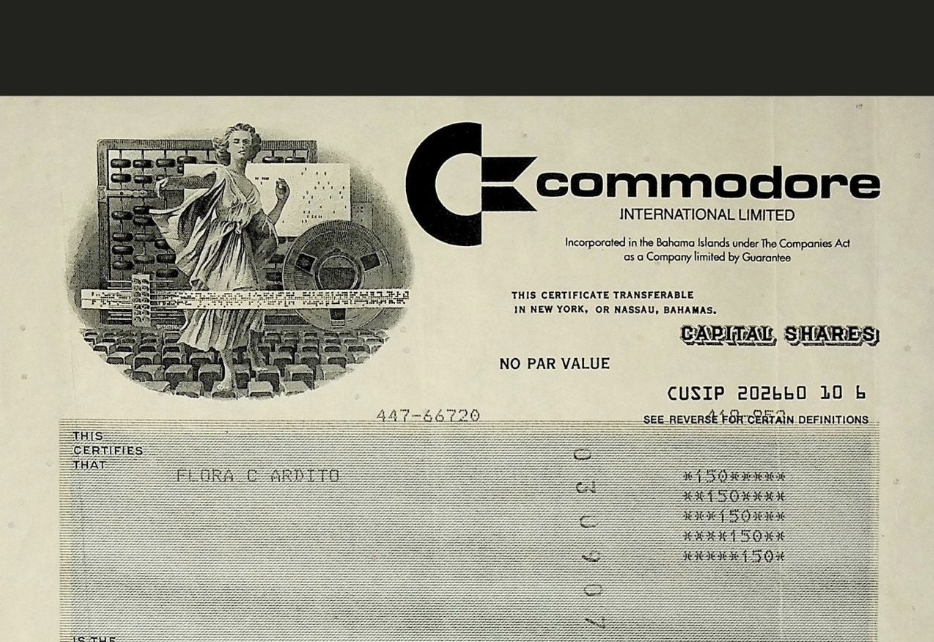 commodore
INTERNATIONAL LIMITED
Incorporated in the Bahama Islands under The Companies Act
as a Company limited by Guarantee
THIS CERTIFICATE TRANSFERABLE
IN NEW YORK, OR NASSAU, BAHAMAS.
CAPITAL SHARES
NO PAR VALUE
CUSIP 202660 10 6
447-66720
SEE REVERSE FOR CERTAIN DEFINITIONS
THIS
CERTIFIES
THAT
FLORA C ARDITO
*150*****
**150****
***150***
****150**
*****150*
IS THE